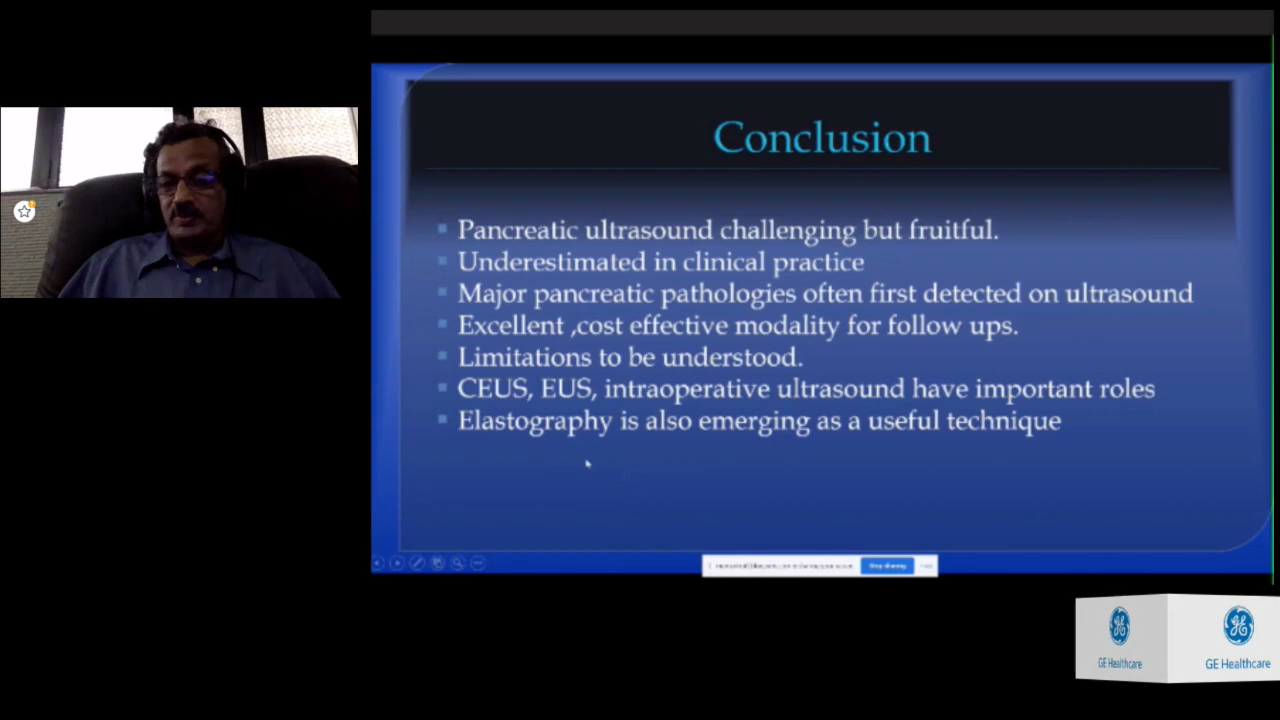 Conclusion
Pancreatic ultrasound challenging but fruitful.
Underestimated in clinical practice
Major pancreatic pathologies often first detected on ultrasound
Excellent ,cost effective modality for follow ups.
Limitations to be understood.
CEUS, EUS, intraoperative ultrasound have important roles
Elastography is also emerging as a useful technique
Stop sharing
GE Healthcare
GE Healthcare